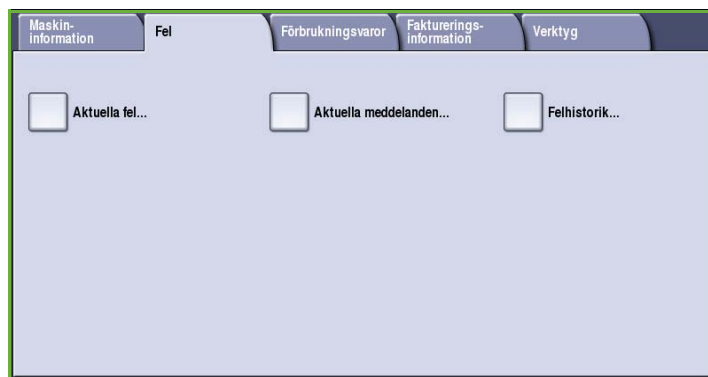 Maskin-
information
Fel
Förbrukningsvaror
Fakturerings-
information
Verktyg
Aktuella fel...
Aktuella meddelanden...
Felhistorik...